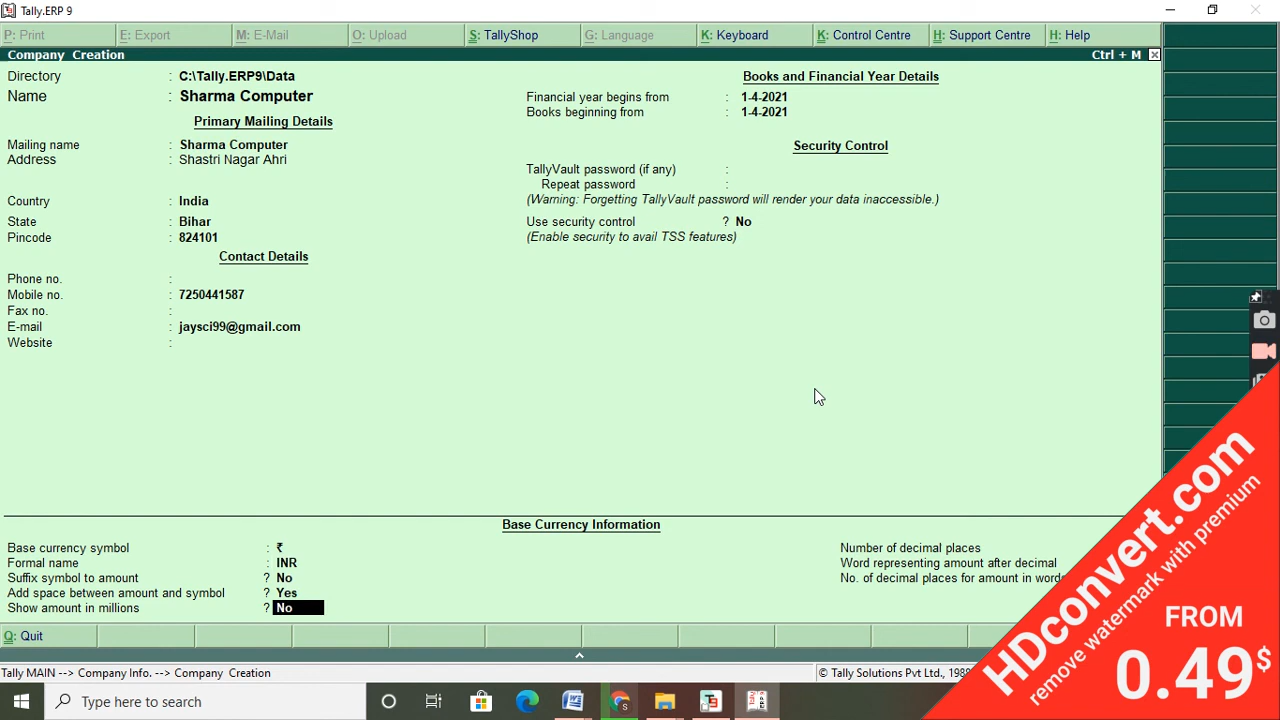 Tally.ERP 9
P: Print E: Export M: E-Mail O: Upload S: TallyShop G: Language K: Keyboard K: Control Centre H: Support Centre H: Help
Company Creation Ctrl + M
Directory : C:\Tally.ERP9\Data
Name : Sharma Computer
Primary Mailing Details
Mailing name : Sharma Computer
Address : Shastri Nagar Ahri
Country : India
State : Bihar
Pincode : 824101
Contact Details
Phone no. :
Mobile no. : 7250441587
Fax no. :
E-mail : jaysci99@gmail.com
Website :
Books and Financial Year Details
Financial year begins from : 1-4-2021
Books beginning from : 1-4-2021
Security Control
TallyVault password (if any) :
Repeat password :
(Warning: Forgetting TallyVault password will render your data inaccessible.)
Use security control ? No
(Enable security to avail TSS features)
Base Currency Information
Base currency symbol : ₹
Formal name : INR
Suffix symbol to amount ? No
Add space between amount and symbol ? Yes
Show amount in millions ? No
Number of decimal places
Word representing amount after decimal
No. of decimal places for amount in words
Q: Quit
Tally MAIN --> Company Info. --> Company Creation
© Tally Solutions Pvt Ltd.,
Type here to search
HDconvert.com
remove watermark with premium
FROM
0.49$